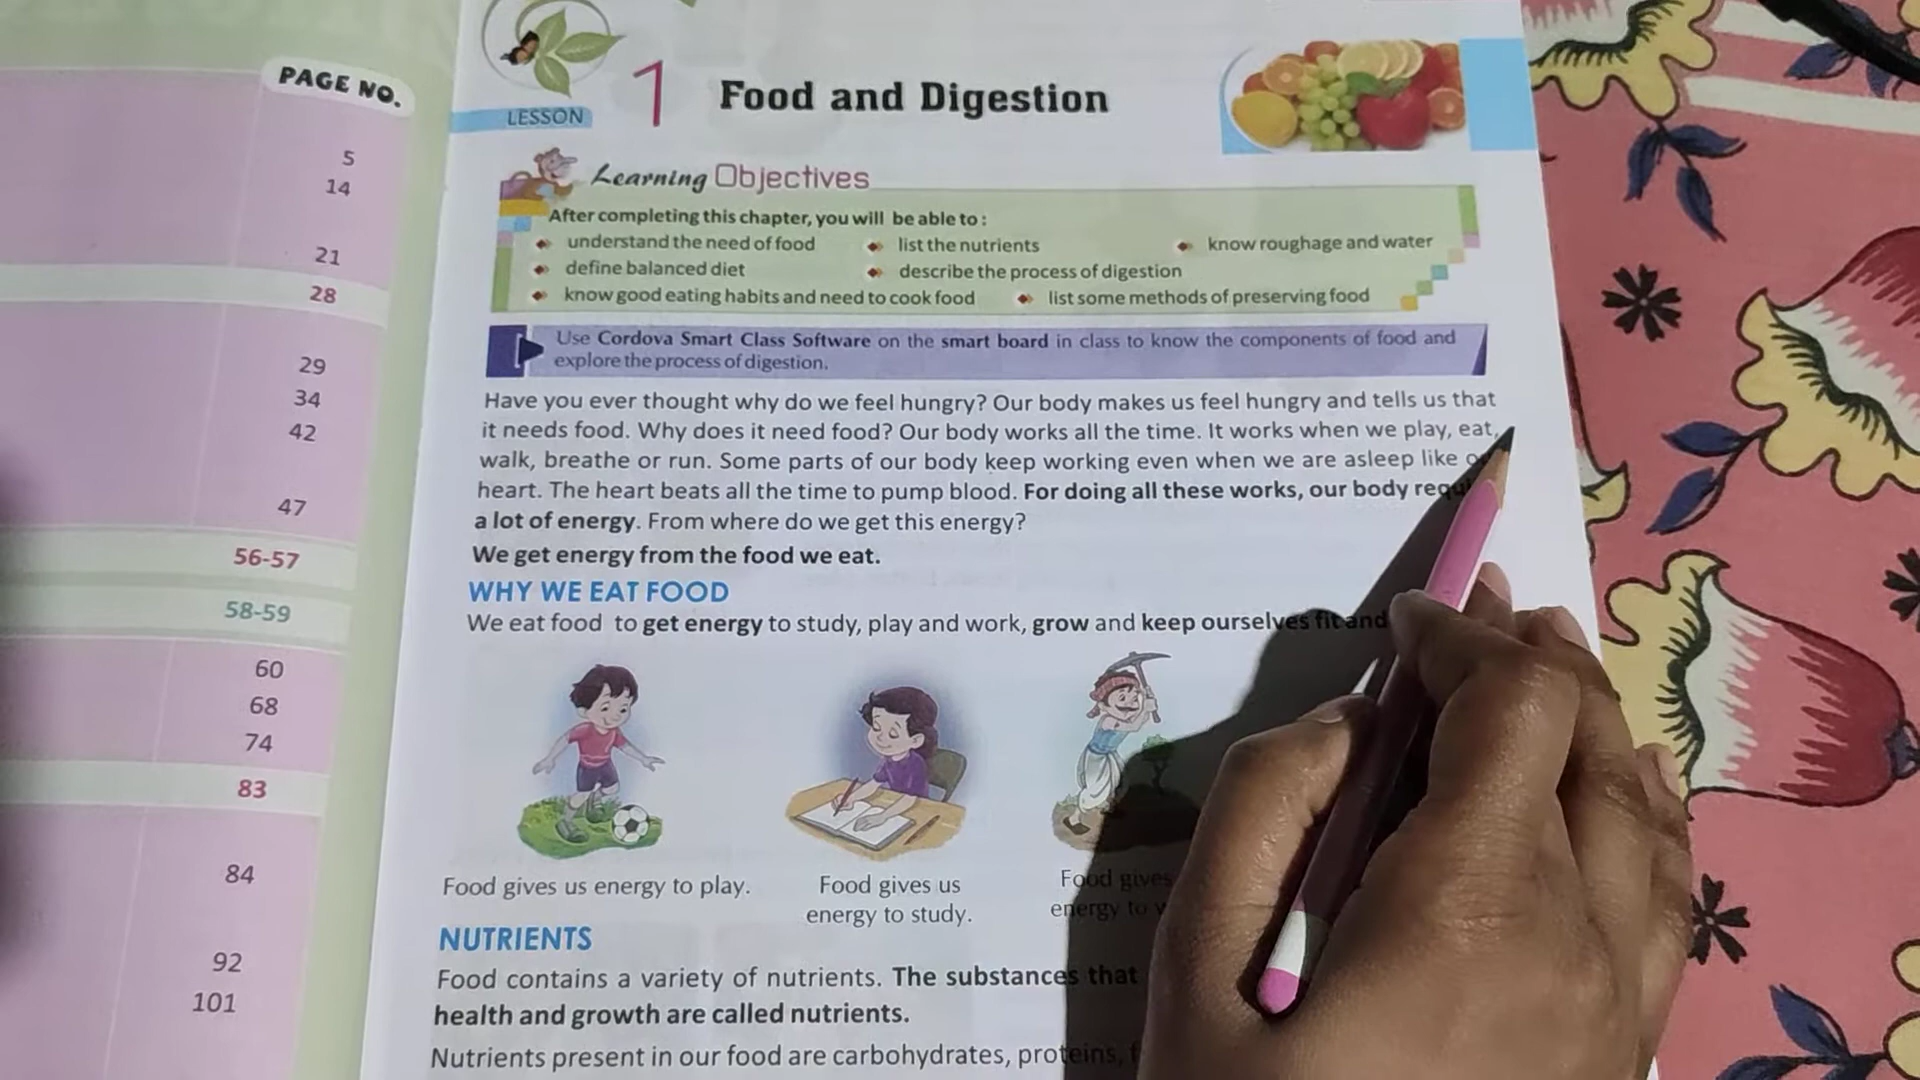 PAGE NO.
5
14
21
28
29
34
42
47
56-57
58-59
60
68
74
83
84
92
101
LESSON 1 Food and Digestion
Learning Objectives
After completing this chapter, you will be able to :
understand the need of food list the nutrients know roughage and water
define balanced diet describe the process of digestion
know good eating habits and need to cook food list some methods of preserving food
Use Cordova Smart Class Software on the smart board in class to know the components of food and
explore the process of digestion.
Have you ever thought why do we feel hungry? Our body makes us feel hungry and tells us that
it needs food. Why does it need food? Our body works all the time. It works when we play, eat,
walk, breathe or run. Some parts of our body keep working even when we are asleep like
heart. The heart beats all the time to pump blood. For doing all these works, our body
a lot of energy. From where do we get this energy?
We get energy from the food we eat.
WHY WE EAT FOOD
We eat food to get energy to study, play and work, grow and keep ourselves fit and
Food gives us energy to play.
Food gives us
energy to study.
Food gives
energy to
NUTRIENTS
Food contains a variety of nutrients. The substances that
health and growth are called nutrients.
Nutrients present in our food are carbohydrates, proteins,